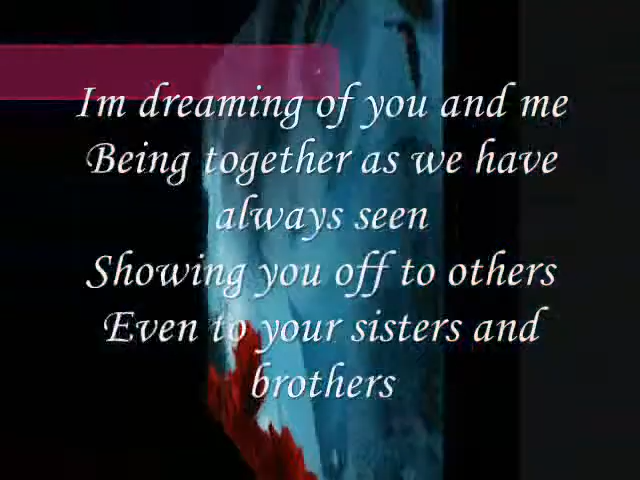 Im dreaming of you and me
Being together as we have
always seen
Showing you off to others
Even to your sisters and
brothers